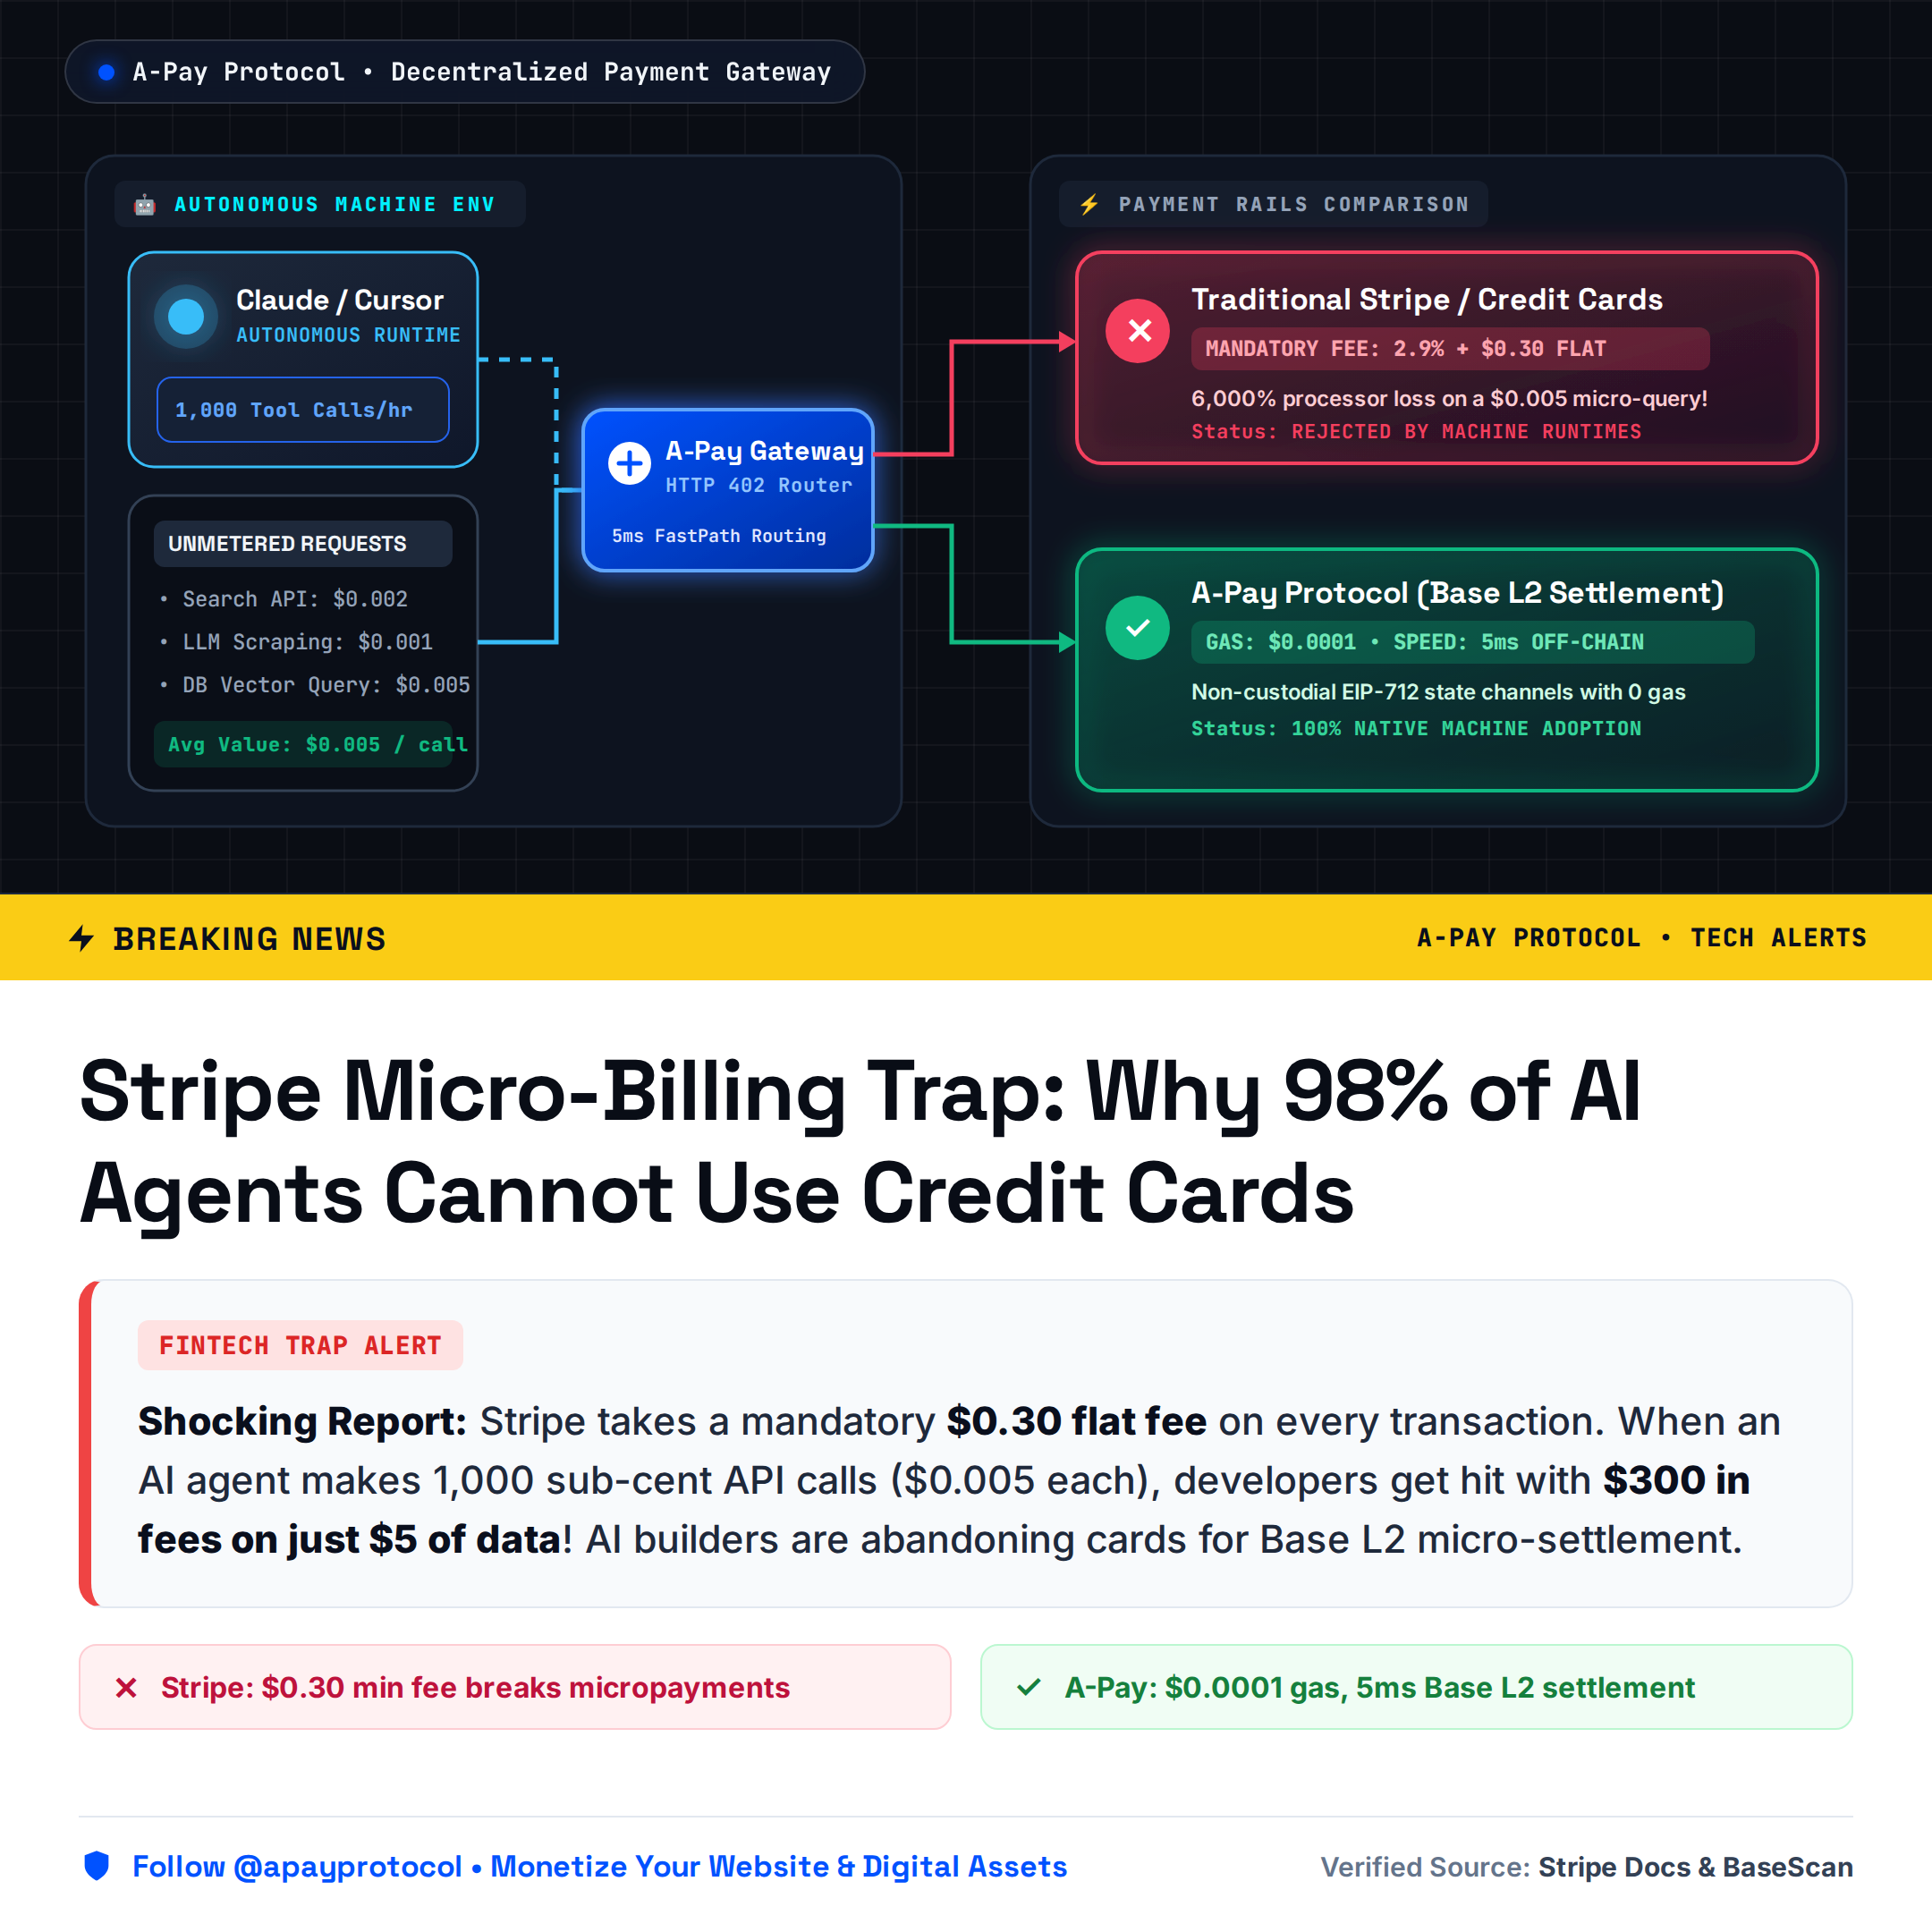 A-Pay Protocol • Decentralized Payment Gateway
🤖 AUTONOMOUS MACHINE ENV
Claude / Cursor
AUTONOMOUS RUNTIME
1,000 Tool Calls/hr
UNMETERED REQUESTS
• Search API: $0.002
• LLM Scraping: $0.001
• DB Vector Query: $0.005
Avg Value: $0.005 / call
A-Pay Gateway
HTTP 402 Router
5ms FastPath Routing
⚡ PAYMENT RAILS COMPARISON
Traditional Stripe / Credit Cards
MANDATORY FEE: 2.9% + $0.30 FLAT
6,000% processor loss on a $0.005 micro-query!
Status: REJECTED BY MACHINE RUNTIMES
A-Pay Protocol (Base L2 Settlement)
GAS: $0.0001 • SPEED: 5ms OFF-CHAIN
Non-custodial EIP-712 state channels with 0 gas
Status: 100% NATIVE MACHINE ADOPTION
BREAKING NEWS
A-PAY PROTOCOL • TECH ALERTS
Stripe Micro-Billing Trap: Why 98% of AI
Agents Cannot Use Credit Cards
FINTECH TRAP ALERT
Shocking Report: Stripe takes a mandatory $0.30 flat fee on every transaction. When an
AI agent makes 1,000 sub-cent API calls ($0.005 each), developers get hit with $300 in
fees on just $5 of data! AI builders are abandoning cards for Base L2 micro-settlement.
✕ Stripe: $0.30 min fee breaks micropayments
✓ A-Pay: $0.0001 gas, 5ms Base L2 settlement
Follow @apayprotocol • Monetize Your Website & Digital Assets
Verified Source: Stripe Docs & BaseScan